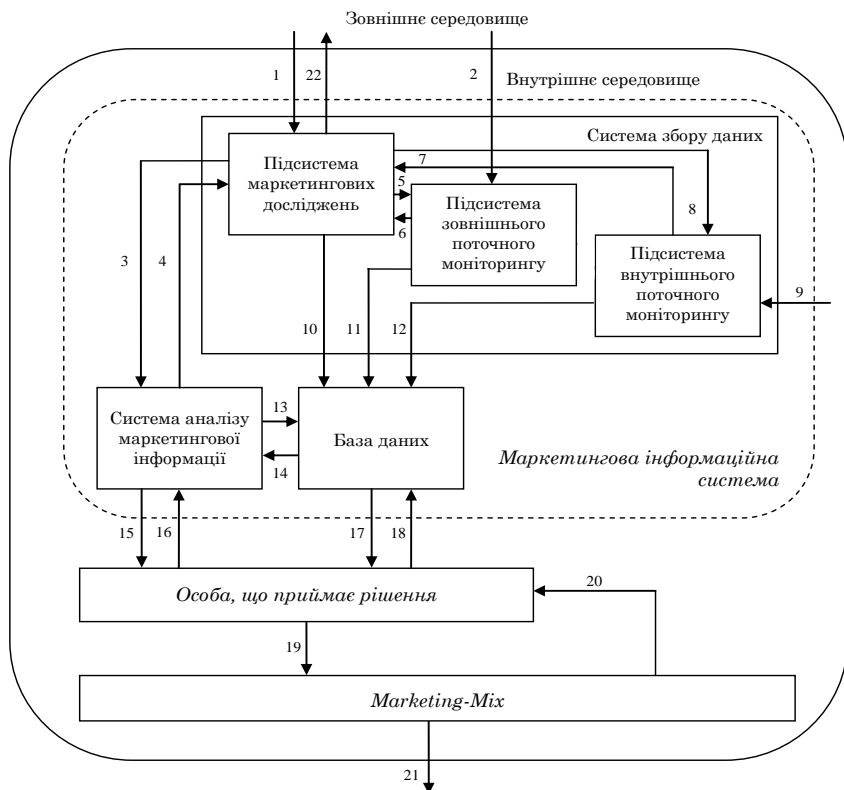 Зовнішнє середовище
1
22
2
Внутрішнє середовище
Система збору даних
Підсистема
маркетингових
досліджень
7
5
6
8
Підсистема
зовнішнього
поточного
моніторингу
Підсистема
внутрішнього
поточного
моніторингу
9
3
4
10
11
12
Система аналізу
маркетингової
інформації
13
14
База даних
Маркетингова інформаційна
система
15
16
17
18
Особа, що приймає рішення
20
19
Marketing-Mix
21